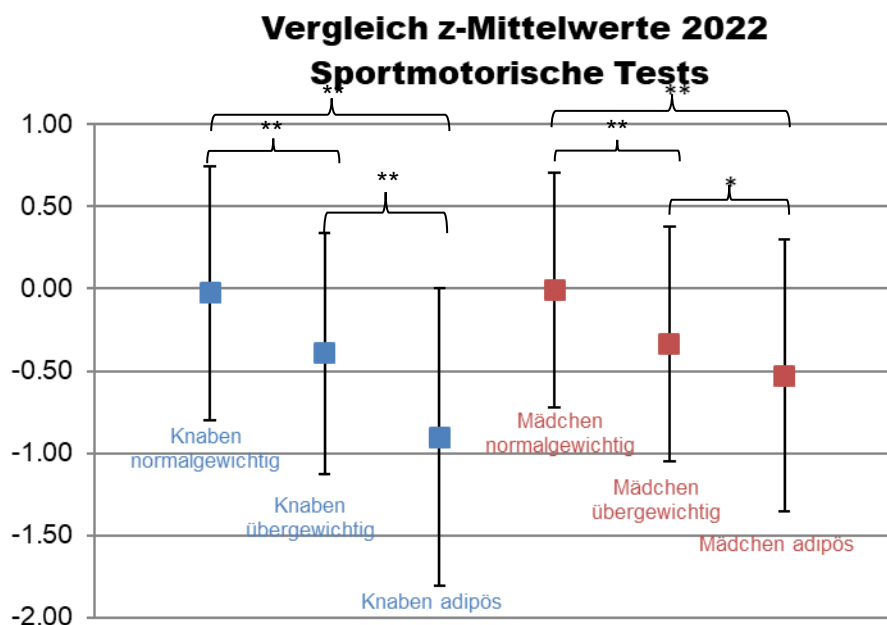 Vergleich z-Mittelwerte 2022
Sportmotorische Tests
** **
1.00
** **
** *
0.50
0.00
-0.50
-1.00
-1.50
-2.00
Knaben
normalgewichtig
Knaben
übergewichtig
Knaben adipös
Mädchen
normalgewichtig
Mädchen
übergewichtig
Mädchen adipös